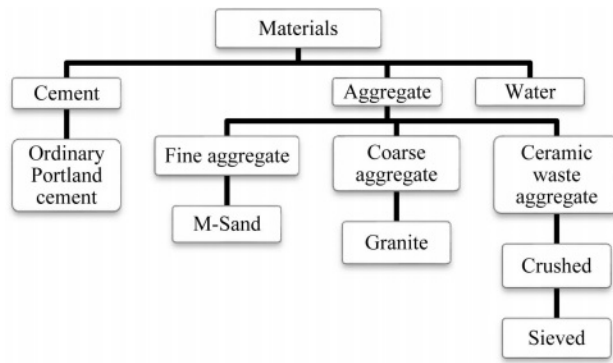 Materials
Cement
Aggregate
Water
Ordinary
Portland
cement
Fine aggregate
Coarse
aggregate
Ceramic
waste
aggregate
M-Sand
Granite
Crushed
Sieved